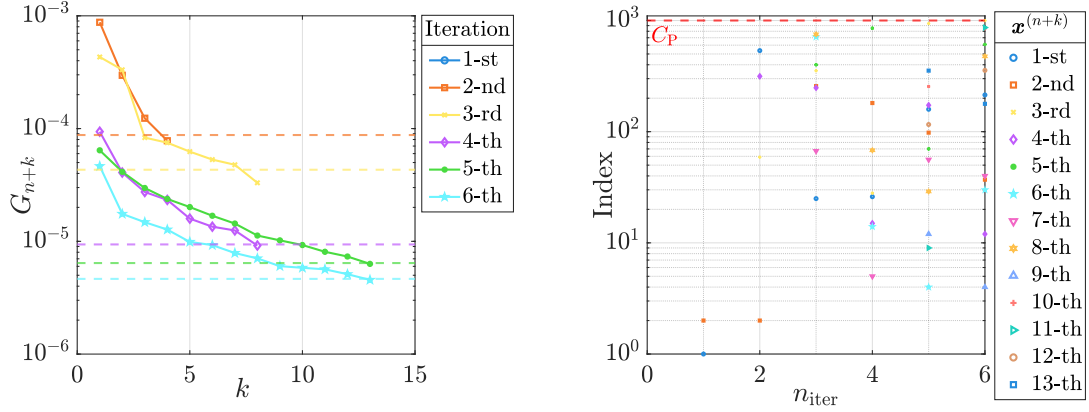 10^{-3}
10^{-4}
10^{-5}
10^{-6}
G_{n+k}
0
5
10
15
k
Iteration
1-st
2-nd
3-rd
4-th
5-th
6-th
10^3
10^2
10^1
10^0
Index
C_P
0
2
4
6
n_{iter}
x^{(n+k)}
1-st
2-nd
3-rd
4-th
5-th
6-th
7-th
8-th
9-th
10-th
11-th
12-th
13-th